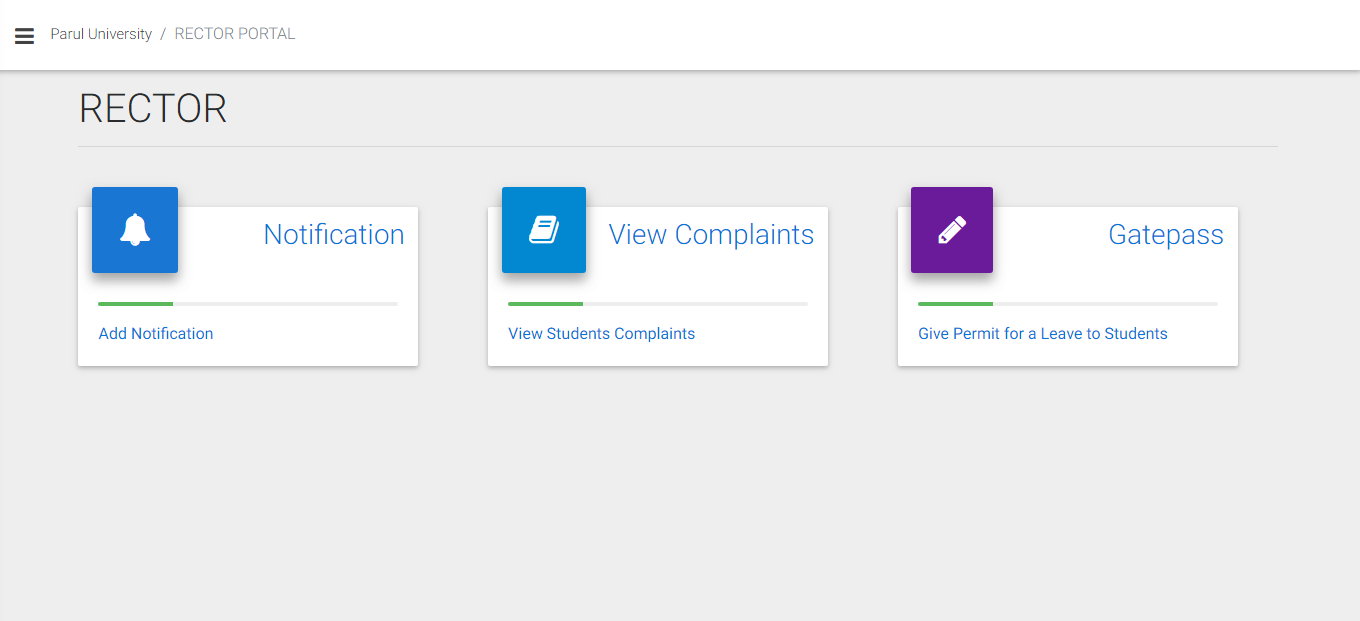 Parul University / RECTOR PORTAL
RECTOR
Notification
Add Notification
View Complaints
View Students Complaints
Gatepass
Give Permit for a Leave to Students